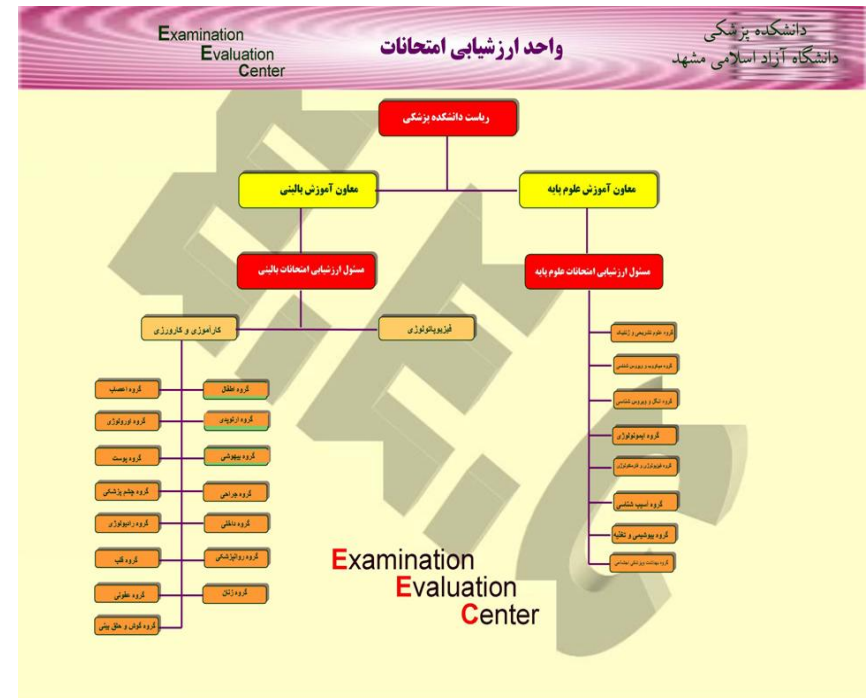 دانشکده پزشکی
دانشگاه آزاد اسلامی مشهد
واحد ارزشیابی امتحانات
Examination
Evaluation
Center
ریاست دانشکده پزشکی
معاون آموزش علوم پایه
معاون آموزش بالینی
مسئول ارزشیابی امتحانات علوم پایه
مسئول ارزشیابی امتحانات بالینی
فیزیوپاتولوژی
کارآموزی و کارورزی
گروه علوم تشریحی و ژنتیک
گروه میکروب و ویروس شناسی
گروه انگل و ویروس شناسی
گروه ایمونولوژی
گروه فیزیولوژی و فارماکولوژی
گروه آسیب شناسی
گروه بیوشیمی و تغذیه
گروه بهداشت و پزشکی اجتماعی
گروه اطفال
گروه اعصاب
گروه ارتوپدی
گروه اورولوژی
گروه بیهوشی
گروه پوست
گروه جراحی
گروه چشم پزشکی
گروه داخلی
گروه رادیولوژی
گروه روانپزشکی
گروه قلب
گروه زنان
گروه عفونی
گروه گوش و حلق بینی
Examination
Evaluation
Center